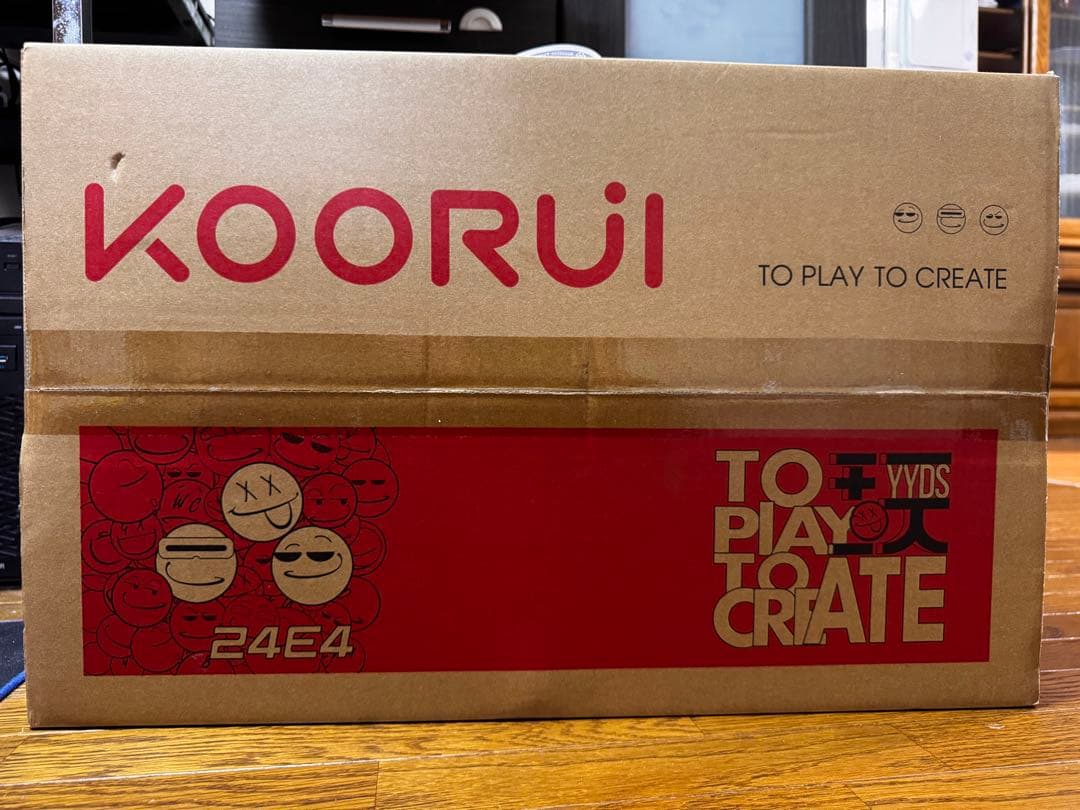 KOORUI
TO PLAY TO CREATE
24E4
TO
YYDS
PlAY
TO
CREATE